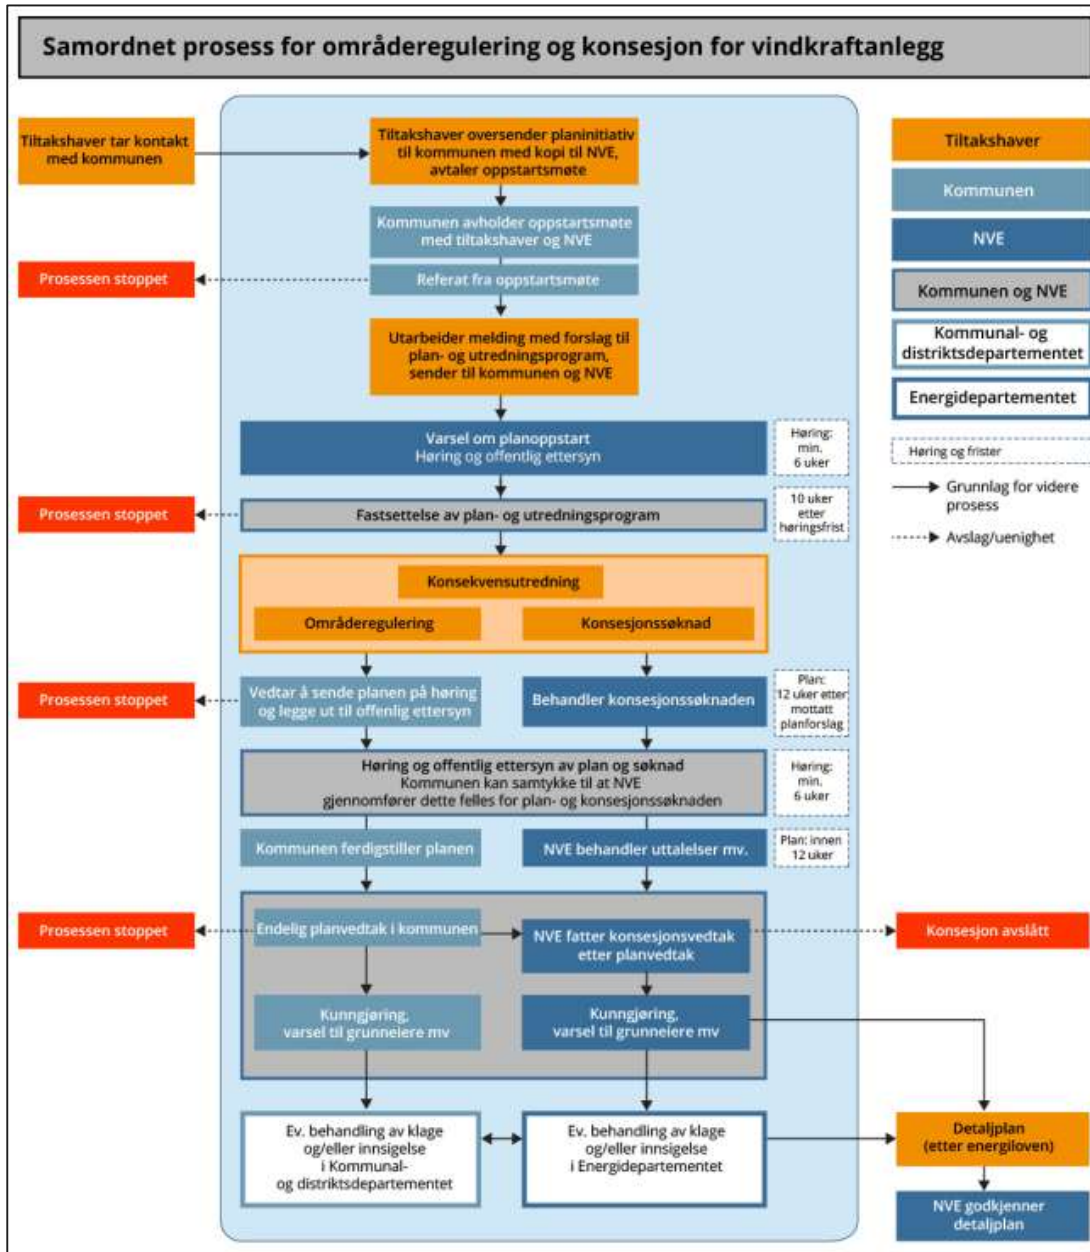 Samordnet prosess for områderegulering og konsesjon for vindkraftanlegg
Tiltakshaver tar kontakt
med kommunen
Tiltakshaver oversender planinitiativ
til kommunen med kopi til NVE,
avtaler oppstartsmøte
Kommunen avholder oppstartsmøte
med tiltakshaver og NVE
Prosessen stoppet
Referat fra oppstartsmøte
Utarbeider melding med forslag til
plan- og utredningsprogram,
sender til kommunen og NVE
Varsel om planoppstart
Høring og offentlig ettersyn
Høring:
min.
6 uker
Prosessen stoppet
Fastsettelse av plan- og utredningsprogram
10 uker
etter
høringsfrist
Konsekvensutredning
Områderegulering
Konsesjonssøknad
Prosessen stoppet
Vedtar å sende planen på høring
og legge ut til offenlig ettersyn
Behandler konsesjonssøknaden
Plan:
12 uker etter
mottatt
planforslag
Høring og offentlig ettersyn av plan og søknad
Kommunen kan samtykke til at NVE
gjennomfører dette felles for plan- og konsesjonssøknaden
Høring:
min.
6 uker
Kommunen ferdigstiller planen
NVE behandler uttalelser mv.
Plan: innen
12 uker
Prosessen stoppet
Endelig planvedtak i kommunen
NVE fatter konsesjonsvedtak
etter planvedtak
Konsesjon avslått
Kunngjøring,
varsel til grunneiere mv
Kunngjøring,
varsel til grunneiere mv
Ev. behandling av klage
og/eller innsigelse
i Kommunal-
og distriktsdepartementet
Ev. behandling av klage
og/eller innsigelse
i Energidepartementet
Detaljplan
(etter energiloven)
NVE godkjenner
detaljplan
Tiltakshaver
Kommunen
NVE
Kommunen og NVE
Kommunal- og
distriktsdepartementet
Energidepartementet
Høring og frister
Grunnlag for videre
prosess
Avslag/uenighet